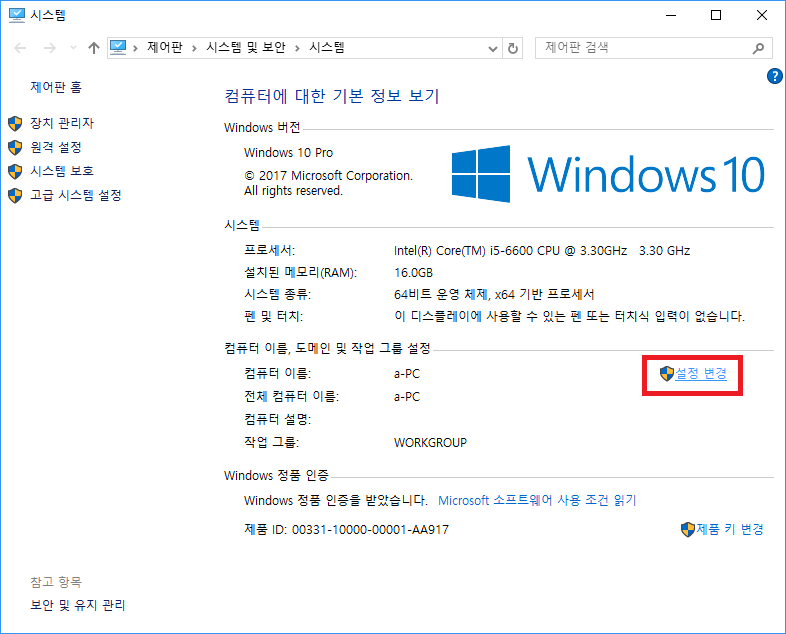 시스템
제어판 > 시스템 및 보안 > 시스템
제어판 검색
제어판 홈
장치 관리자
원격 설정
시스템 보호
고급 시스템 설정
컴퓨터에 대한 기본 정보 보기
Windows 버전
Windows 10 Pro
© 2017 Microsoft Corporation.
All rights reserved.
Windows 10
시스템
프로세서: Intel(R) Core(TM) i5-6600 CPU @ 3.30GHz 3.30 GHz
설치된 메모리(RAM): 16.0GB
시스템 종류: 64비트 운영 체제, x64 기반 프로세서
펜 및 터치: 이 디스플레이에 사용할 수 있는 펜 또는 터치식 입력이 없습니다.
컴퓨터 이름, 도메인 및 작업 그룹 설정
컴퓨터 이름: a-PC 설정 변경
전체 컴퓨터 이름: a-PC
컴퓨터 설명:
작업 그룹: WORKGROUP
Windows 정품 인증
Windows 정품 인증을 받았습니다. Microsoft 소프트웨어 사용 조건 읽기
제품 ID: 00331-10000-00001-AA917 제품 키 변경
참고 항목
보안 및 유지 관리